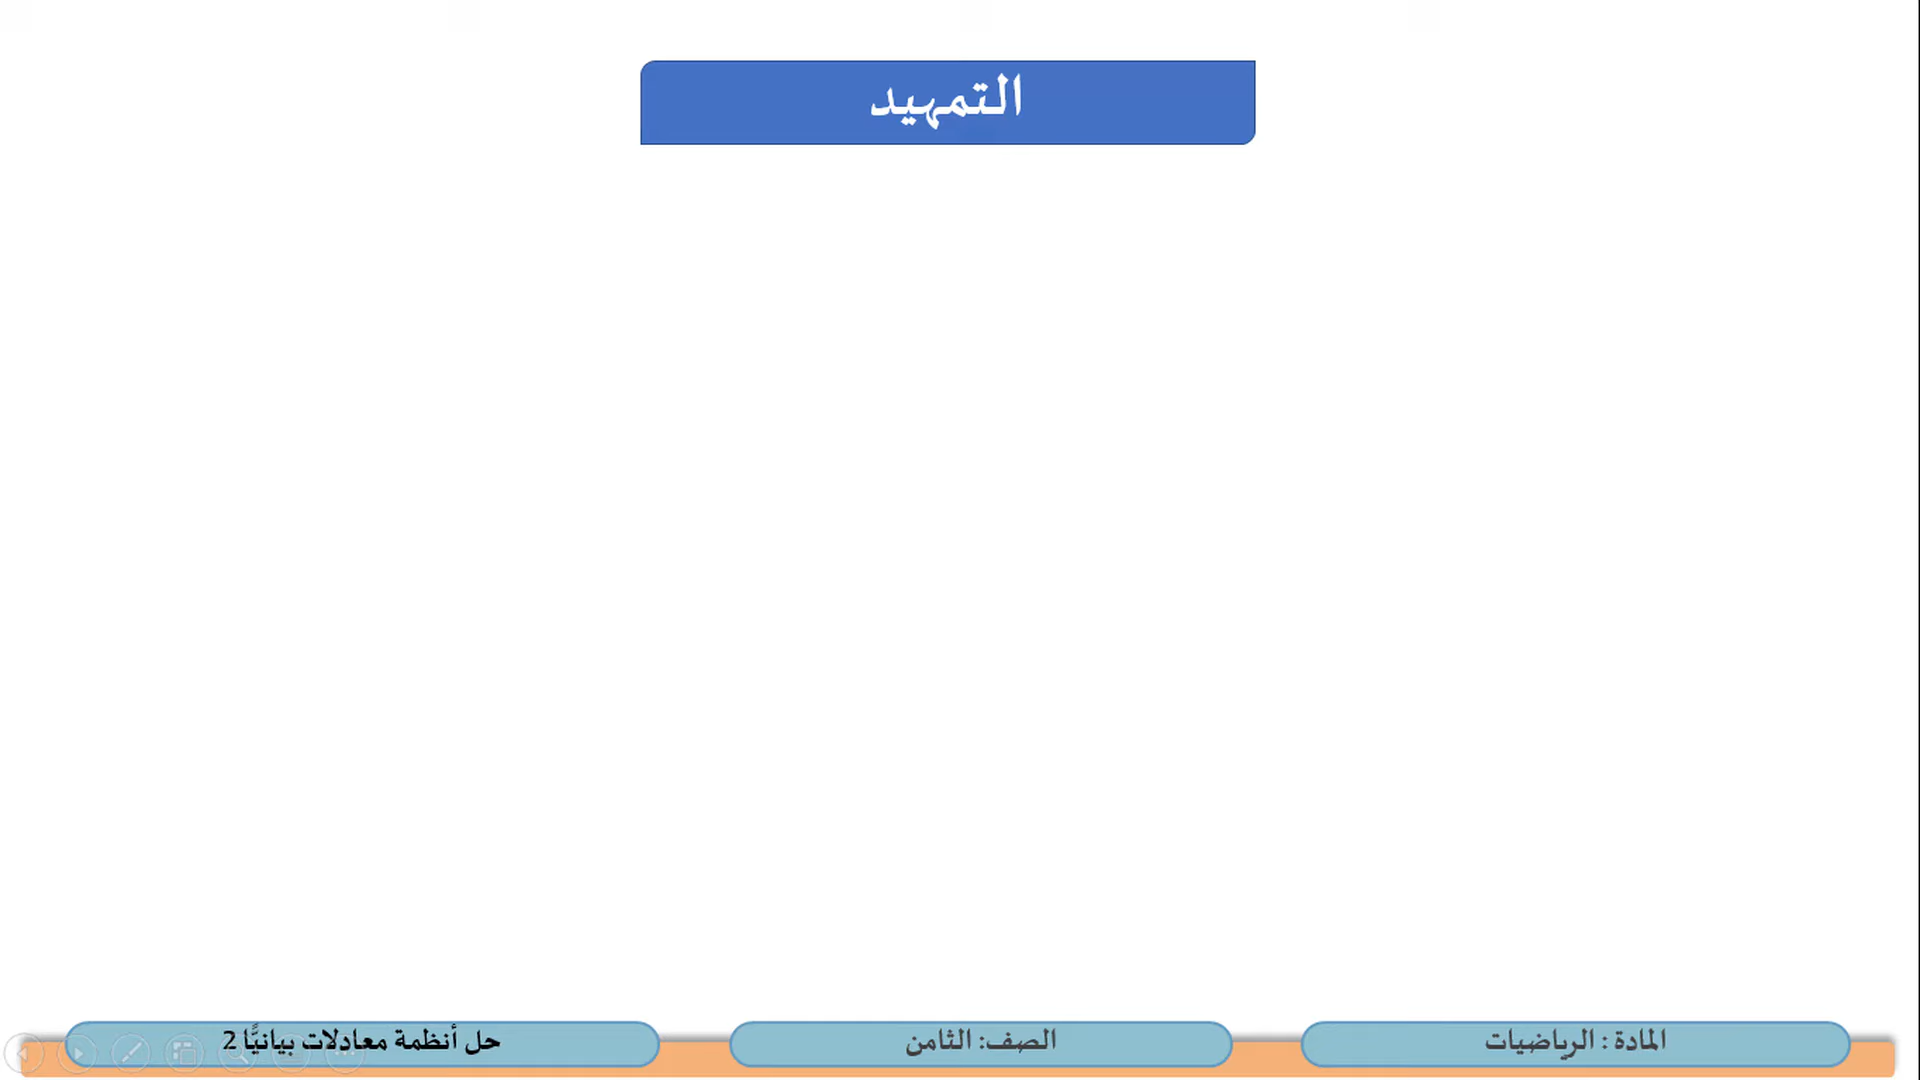 التمهيد
المادة : الرياضيات
الصف: الثامن
حل أنظمة معادلات بيانيًّا 2